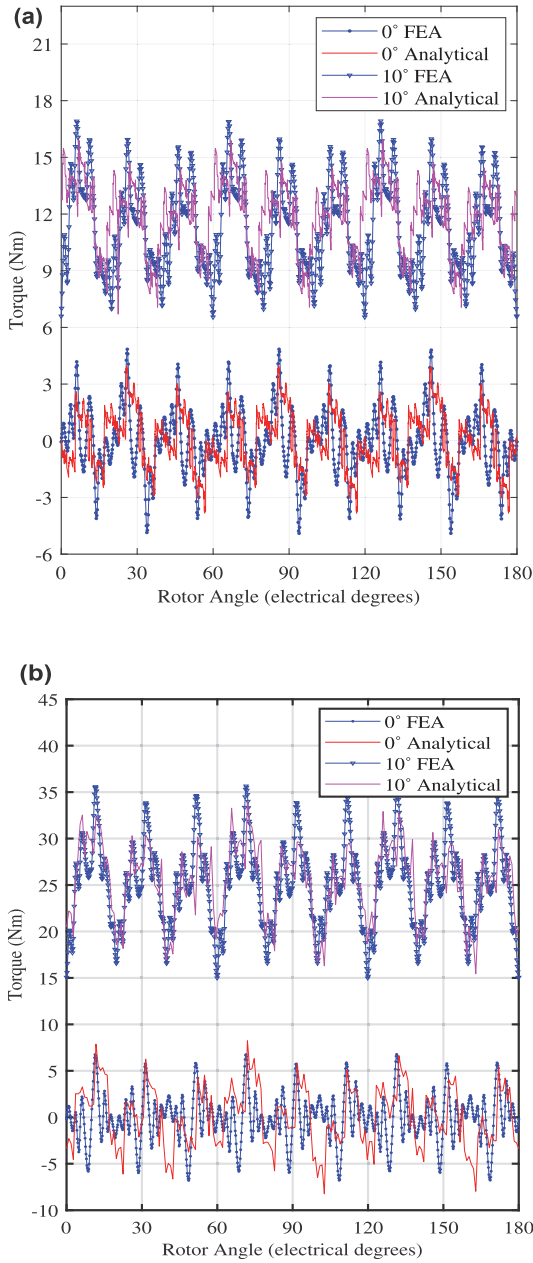 (a)
0° FEA
0° Analytical
10° FEA
10° Analytical
21
18
15
12
9
6
3
0
-3
-6
Torque (Nm)
0 30 60 90 120 150 180
Rotor Angle (electrical degrees)
(b)
0° FEA
0° Analytical
10° FEA
10° Analytical
45
40
35
30
25
20
15
10
5
0
-5
-10
Torque (Nm)
0 30 60 90 120 150 180
Rotor Angle (electrical degrees)